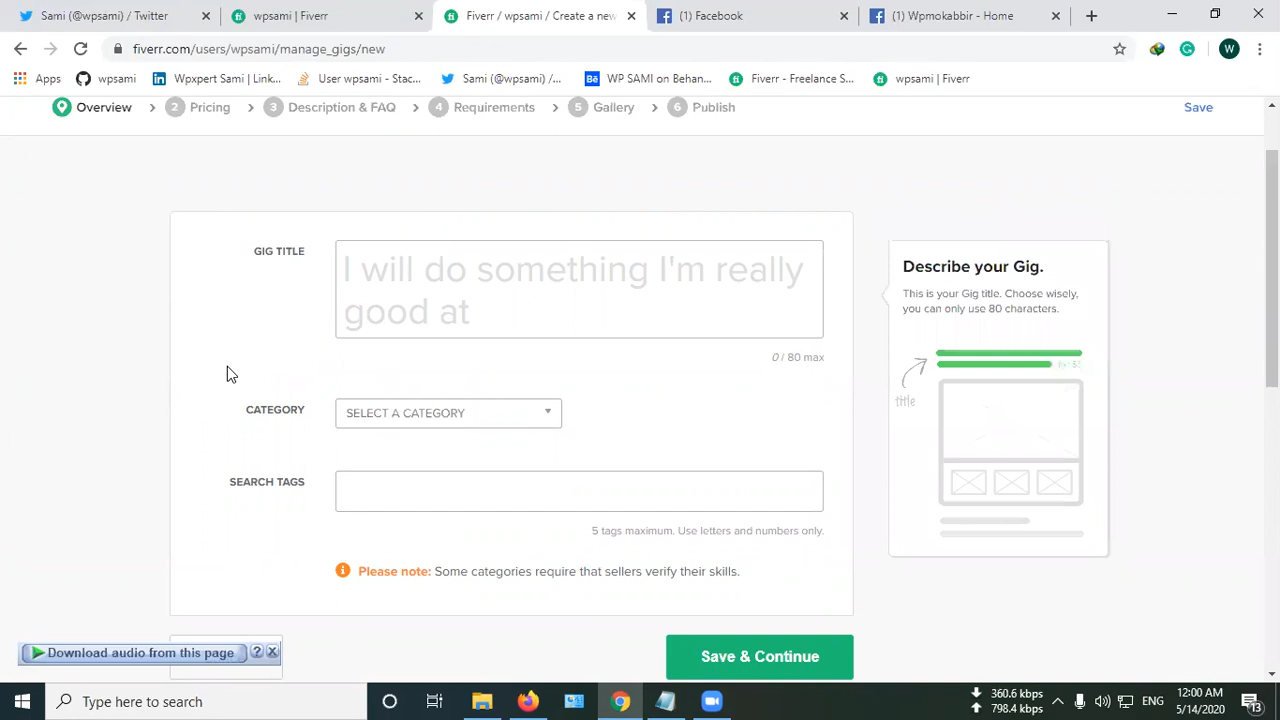 Sami (@wpsami) / Twitter
wpsami | Fiverr
Fiverr / wpsami / Create a new
(1) Facebook
(1) Wpmokabbir - Home
fiverr.com/users/wpsami/manage_gigs/new
W
Apps
wpsami
Wpxpert Sami | Link...
User wpsami - Stac...
Sami (@wpsami) /...
WP SAMI on Behan...
Fiverr - Freelance S...
wpsami | Fiverr
Overview
2 Pricing
3 Description & FAQ
4 Requirements
5 Gallery
6 Publish
Save
GIG TITLE
I will do something I'm really
good at
0 / 80 max
CATEGORY
SELECT A CATEGORY
SEARCH TAGS
5 tags maximum. Use letters and numbers only.
Please note: Some categories require that sellers verify their skills.
Describe your Gig.
This is your Gig title. Choose wisely,
you can only use 80 characters.
title
Download audio from this page
Save & Continue
Type here to search
360.6 kbps
798.4 kbps
ENG
12:00 AM
5/14/2020
13